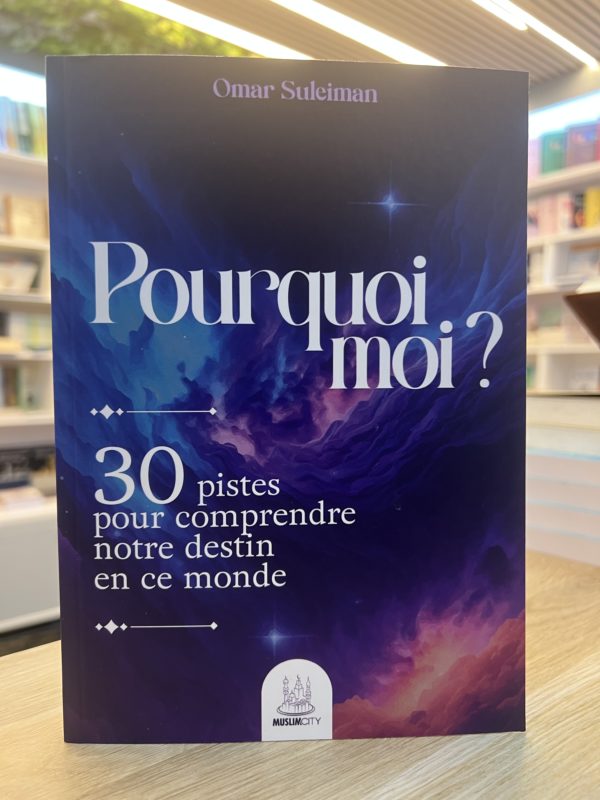 Omar Suleiman
Pourquoi
moi ?
30 pistes
pour comprendre
notre destin
en ce monde
MUSLIMCITY